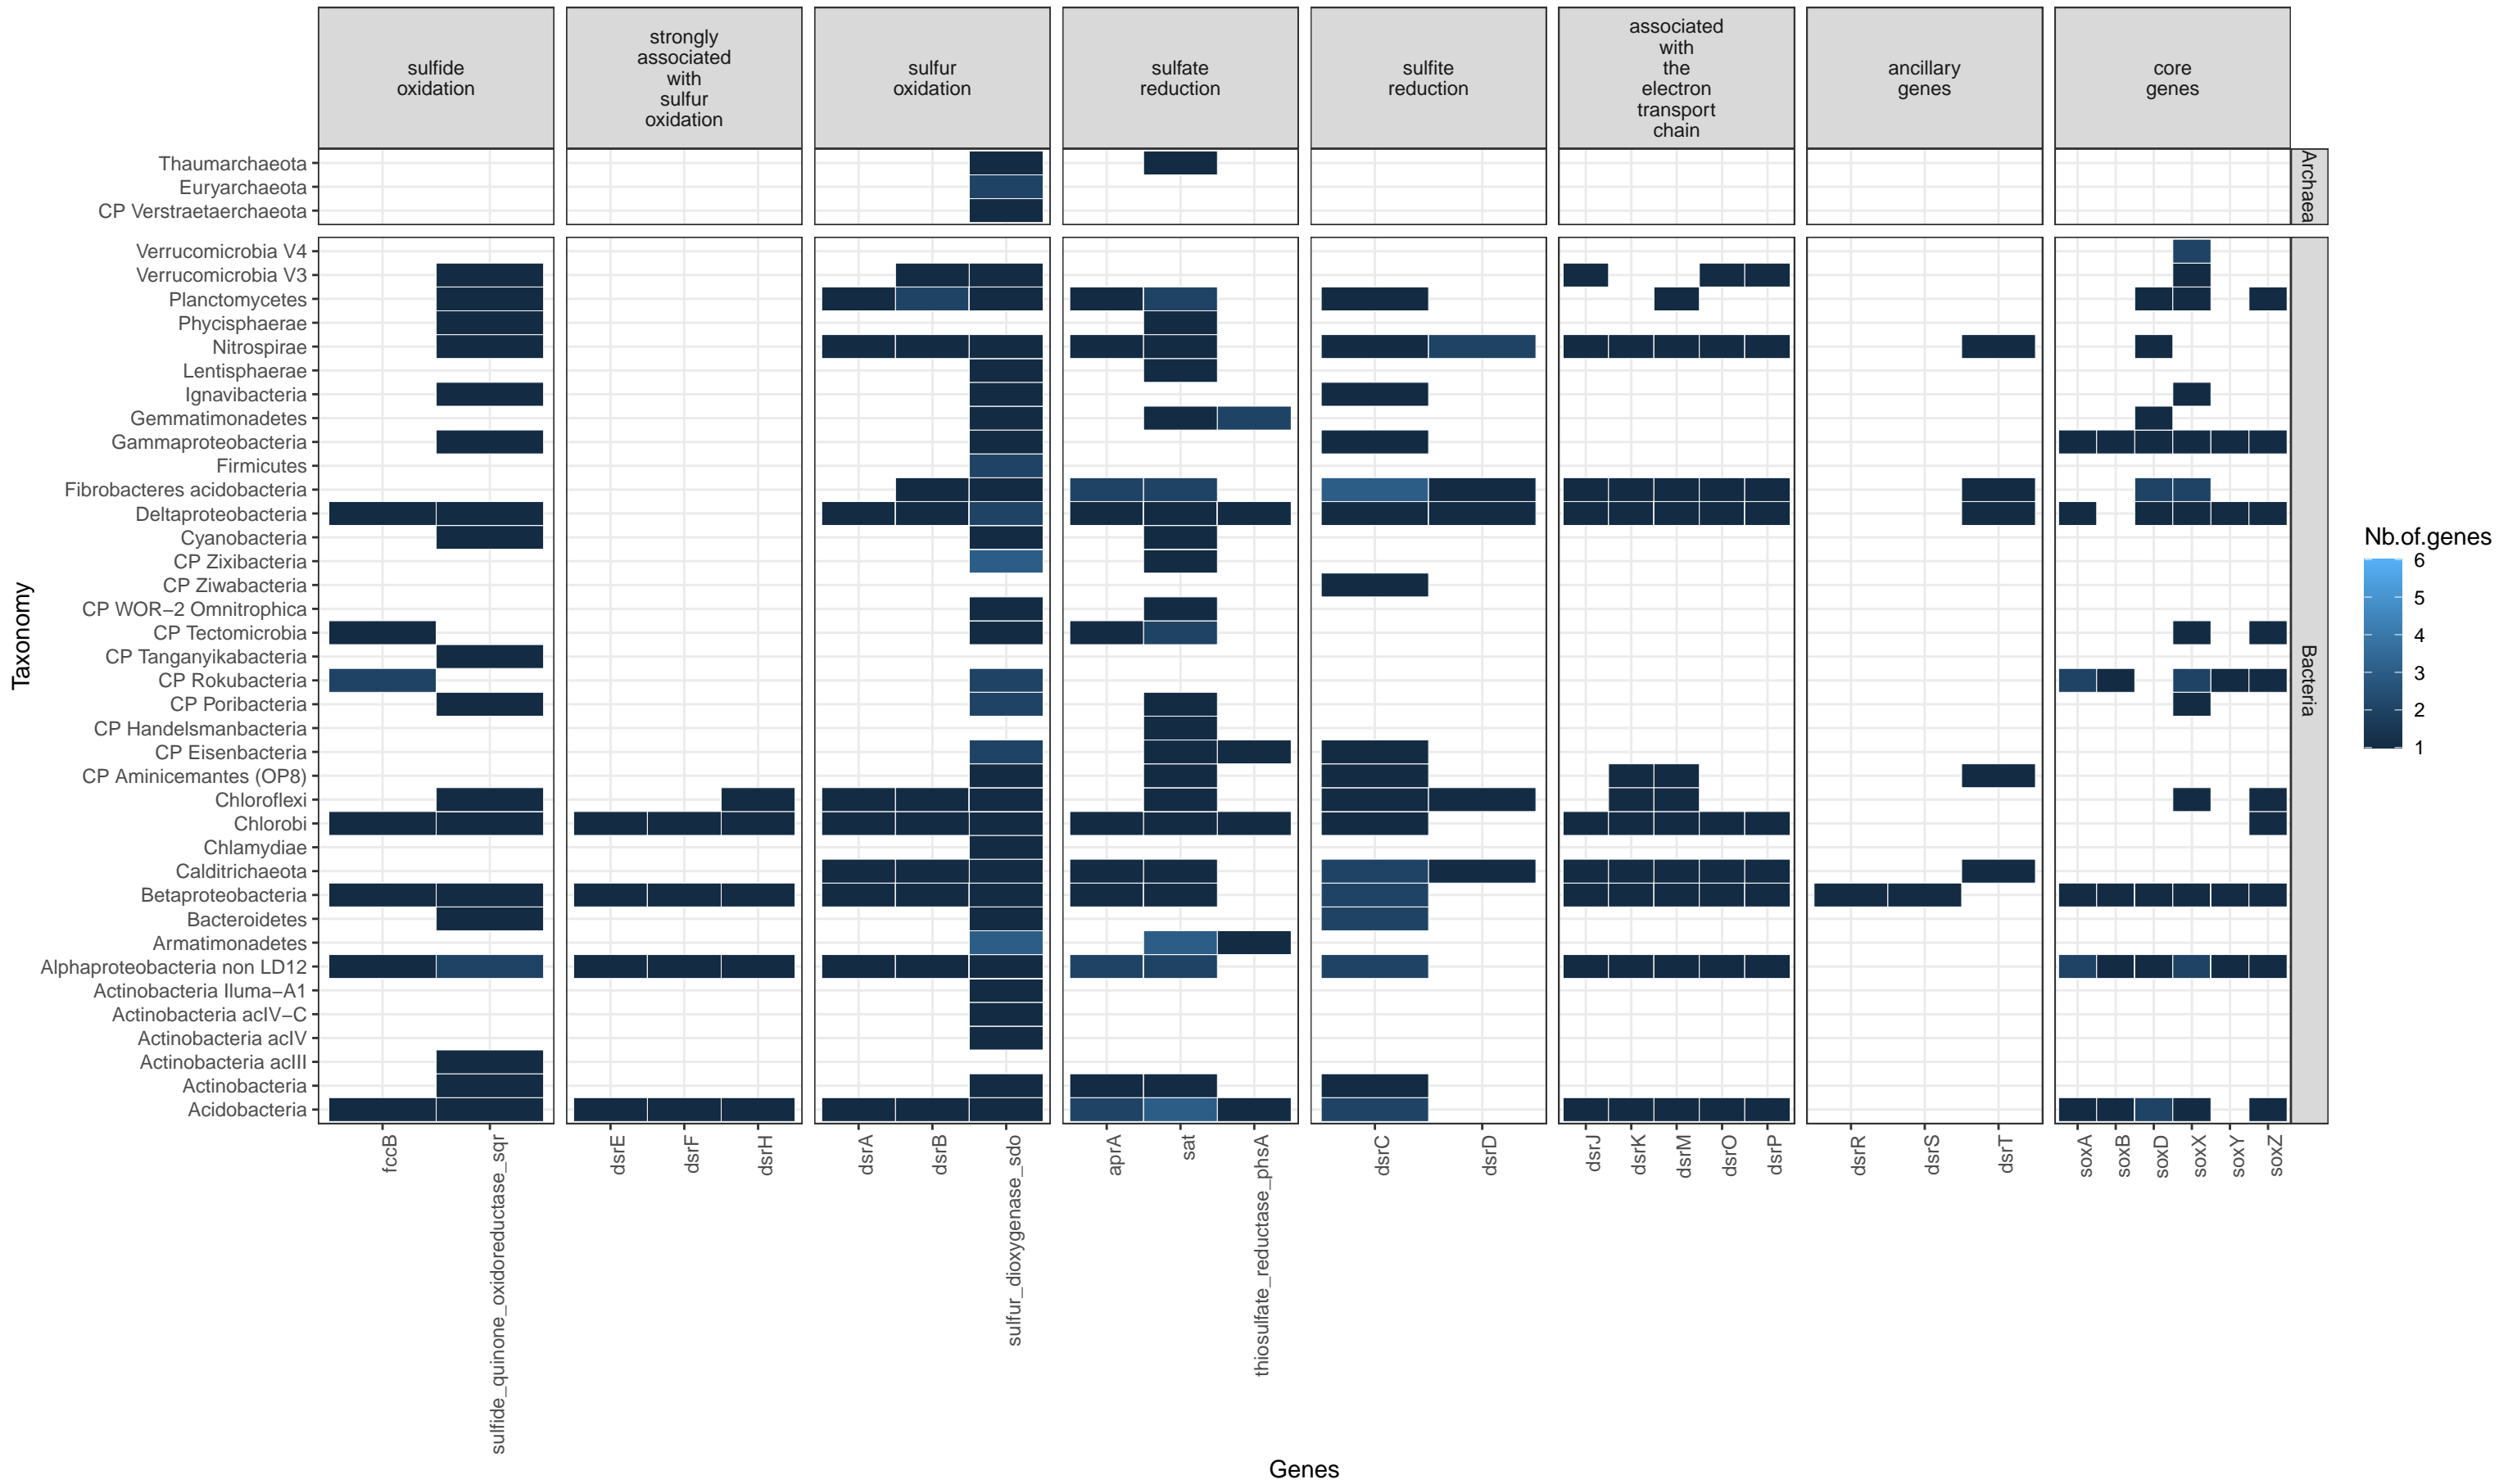 sulfide
oxidation
strongly
associated
with
sulfur
oxidation
sulfur
oxidation
sulfate
reduction
sulfite
reduction
associated
with
the
electron
transport
chain
ancillary
genes
core
genes
Thaumarchaeota
Euryarchaeota
CP Verstraetaerchaeota
Archaea
Verrucomicrobia V4
Verrucomicrobia V3
Planctomycetes
Phycisphaerae
Nitrospirae
Lentisphaerae
Ignavibacteria
Gemmatimonadetes
Gammaproteobacteria
Firmicutes
Fibrobacteres acidobacteria
Deltaproteobacteria
Cyanobacteria
CP Zixibacteria
CP Ziwabacteria
CP WOR−2 Omnitrophica
CP Tectomicrobia
CP Tanganyikabacteria
CP Rokubacteria
CP Poribacteria
CP Handelsmanbacteria
CP Eisenbacteria
CP Aminicemantes (OP8)
Chloroflexi
Chlorobi
Chlamydiae
Calditrichaeota
Betaproteobacteria
Bacteroidetes
Armatimonadetes
Alphaproteobacteria non LD12
Actinobacteria Iluma−A1
Actinobacteria acIV−C
Actinobacteria acIV
Actinobacteria acIII
Actinobacteria
Acidobacteria
Bacteria
Taxonomy
fccB
sulfide_quinone_oxidoreductase_sqr
dsrE
dsrF
dsrH
dsrA
dsrB
sulfur_dioxygenase_sdo
aprA
sat
thiosulfate_reductase_phsA
dsrC
dsrD
dsrJ
dsrK
dsrM
dsrO
dsrP
dsrR
dsrS
dsrT
soxA
soxB
soxD
soxX
soxY
soxZ
Genes
Nb.of.genes
6
5
4
3
2
1